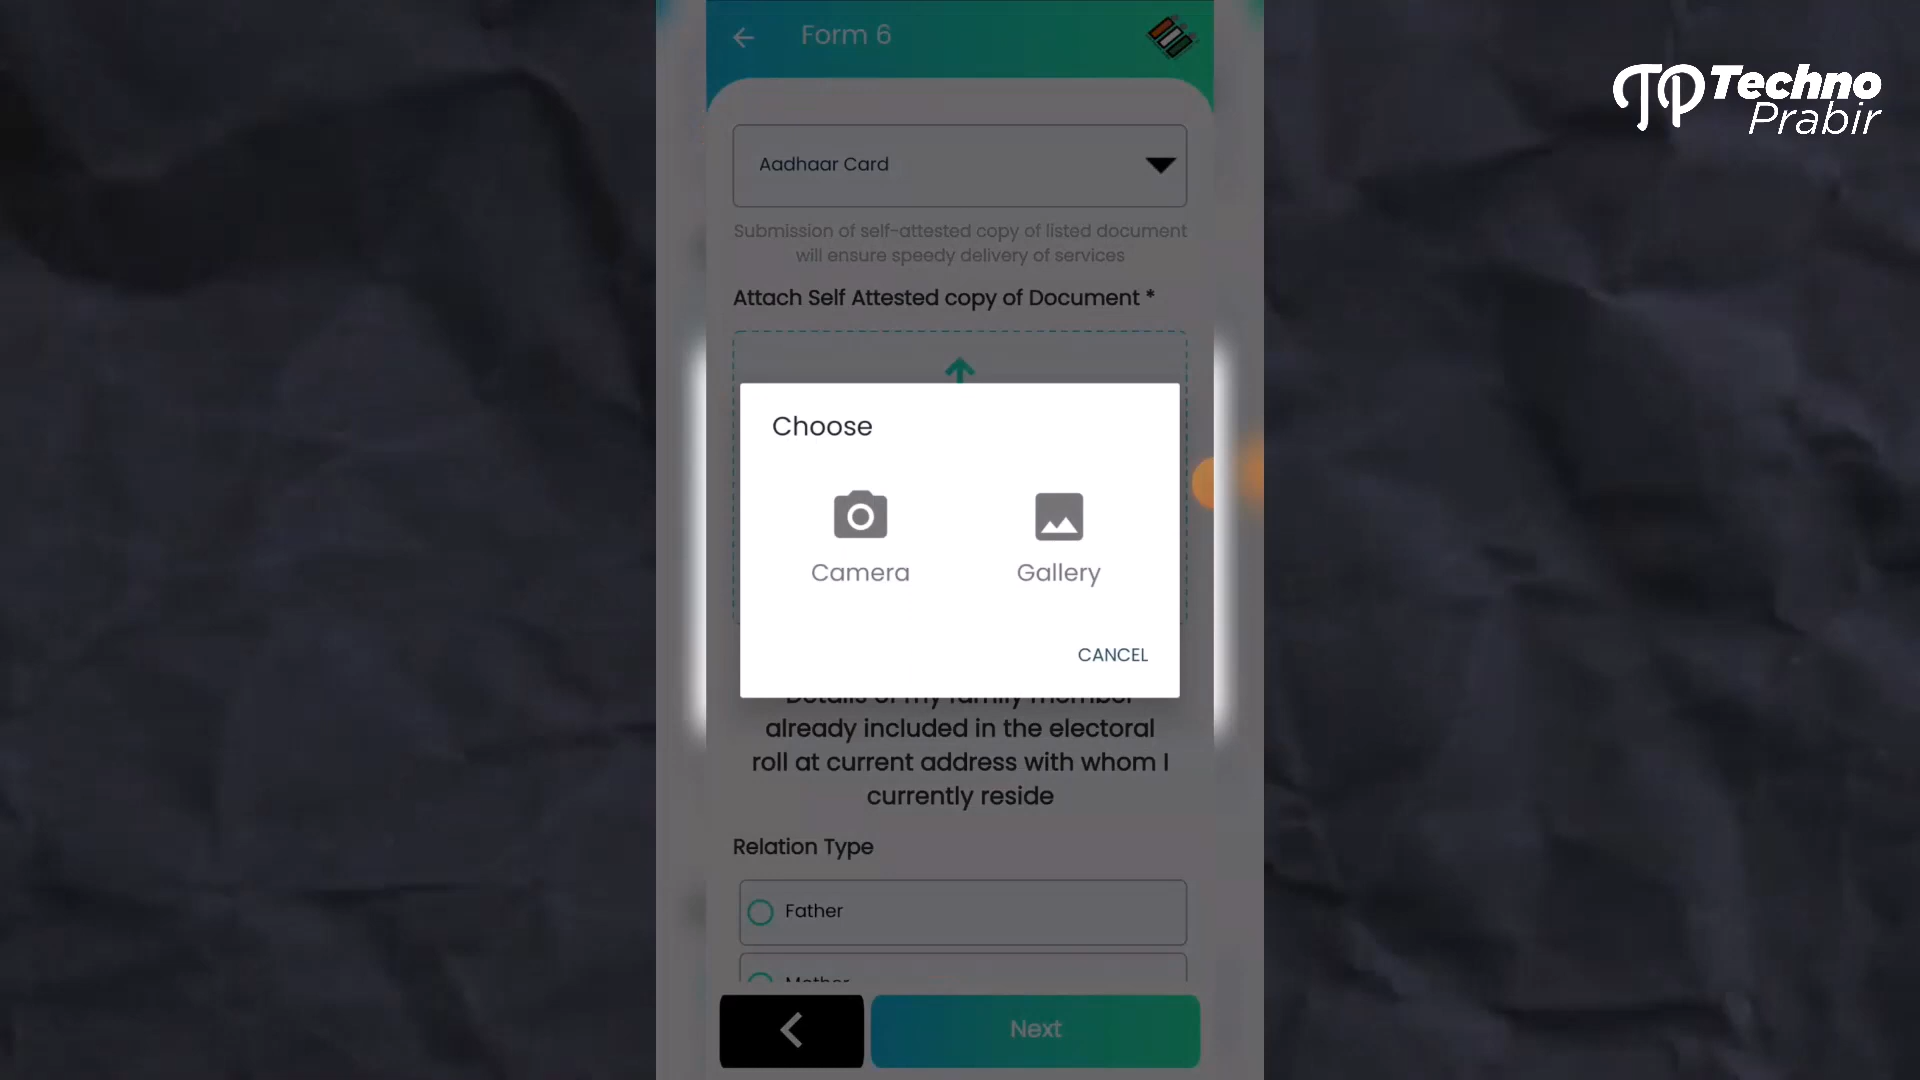 Form 6
Techno
Prabir
Aadhaar Card
Submission of self-attested copy of listed document
will ensure speedy delivery of services
Attach Self Attested copy of Document *
Choose
Camera
Gallery
CANCEL
Details of my family member
already included in the electoral
roll at current address with whom I
currently reside
Relation Type
Father
Mother
Next